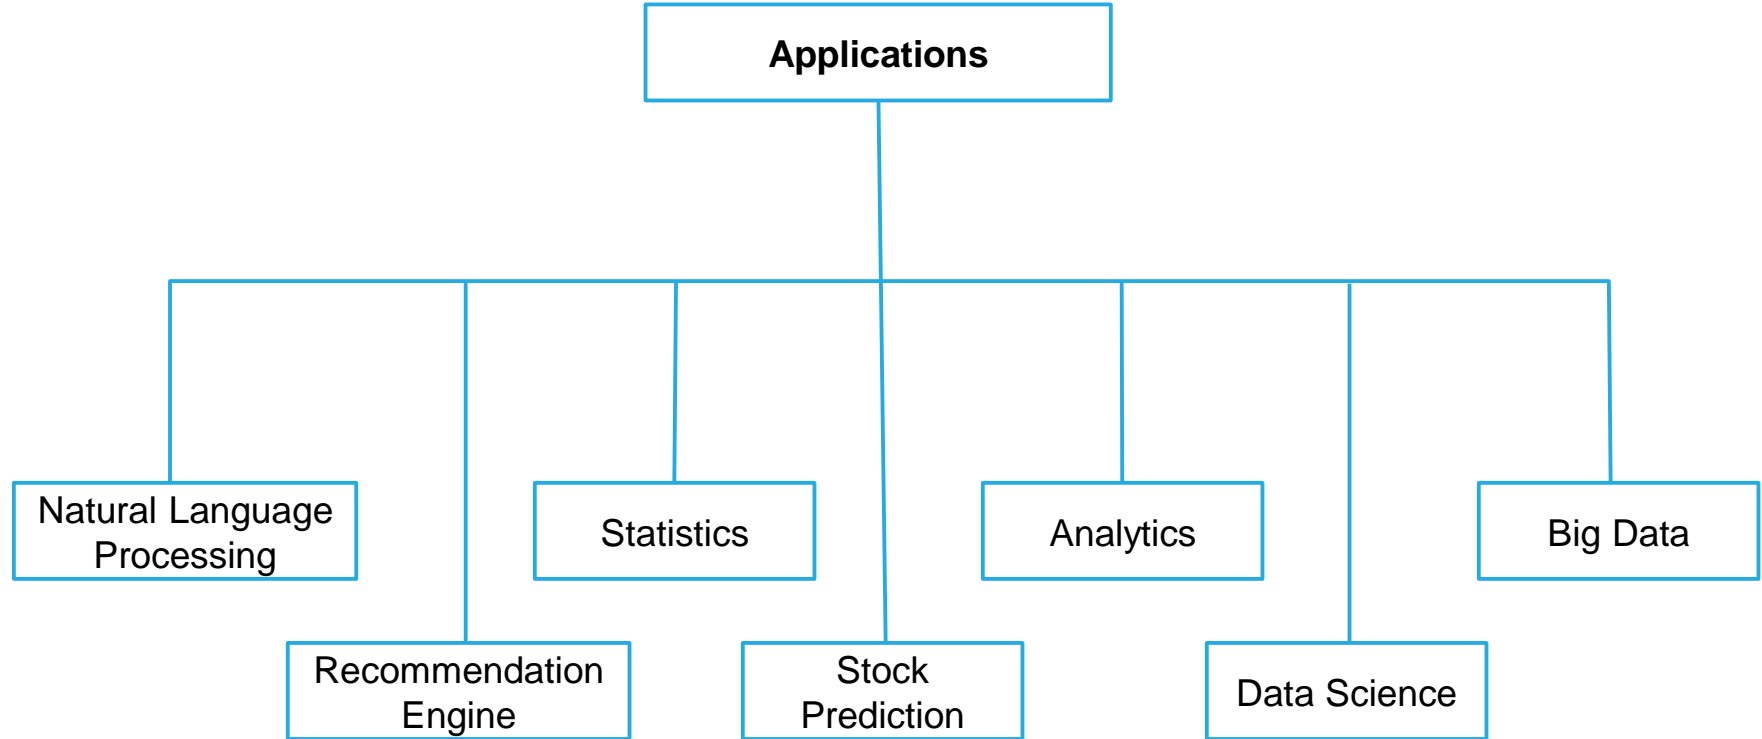 Applications
Natural Language
Processing
Statistics
Analytics
Big Data
Recommendation
Engine
Stock
Prediction
Data Science